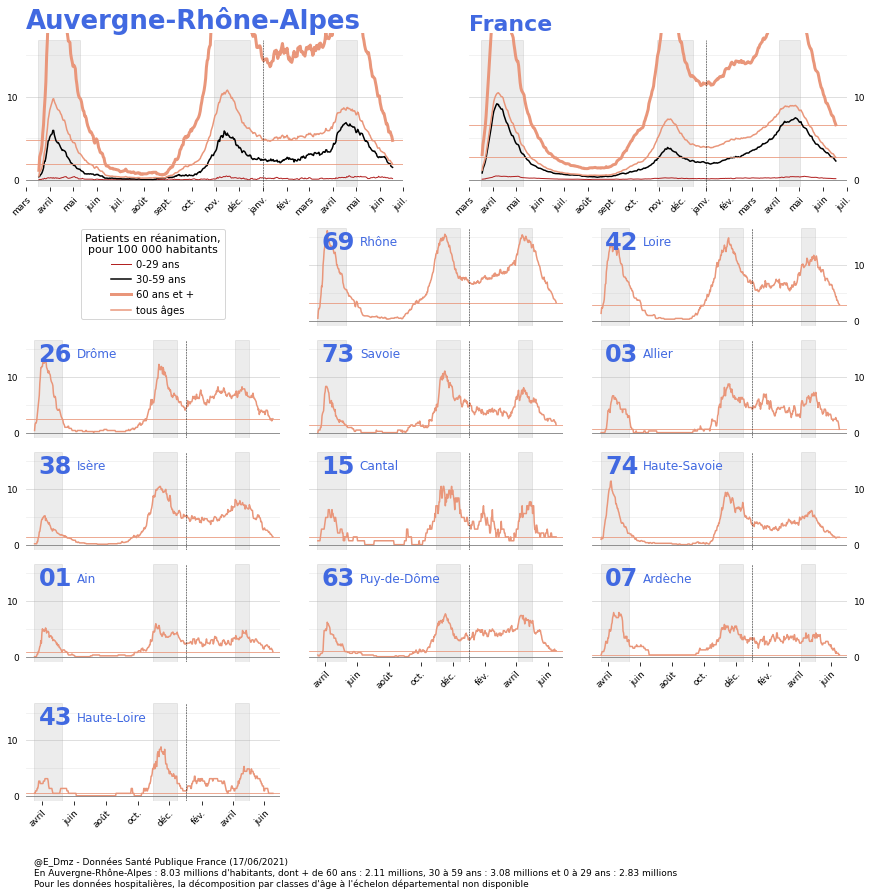 Auvergne-Rhône-Alpes
France
10
0
10
0
mars avril mai juin juil. août sept. oct. nov. déc. janv. févr. mars avril mai juin juil.
mars avril mai juin juil. août sept. oct. nov. déc. janv. févr. mars avril mai juin juil.
Patients en réanimation,
pour 100 000 habitants
0-29 ans
30-59 ans
60 ans et +
tous âges
69 Rhône
42 Loire
10
0
26 Drôme
73 Savoie
03 Allier
10
0
10
0
38 Isère
15 Cantal
74 Haute-Savoie
10
0
10
0
01 Ain
63 Puy-de-Dôme
07 Ardèche
10
0
10
0
avril juin août oct. déc. fév. avril juin
avril juin août oct. déc. fév. avril juin
43 Haute-Loire
10
0
avril juin août oct. déc. fév. avril juin
@E_Dmz - Données Santé Publique France (17/06/2021)
En Auvergne-Rhône-Alpes : 8.03 millions d'habitants, dont + de 60 ans : 2.11 millions, 30 à 59 ans : 3.08 millions et 0 à 29 ans : 2.83 millions
Pour les données hospitalières, la décomposition par classes d'âge à l'échelon départemental non disponible